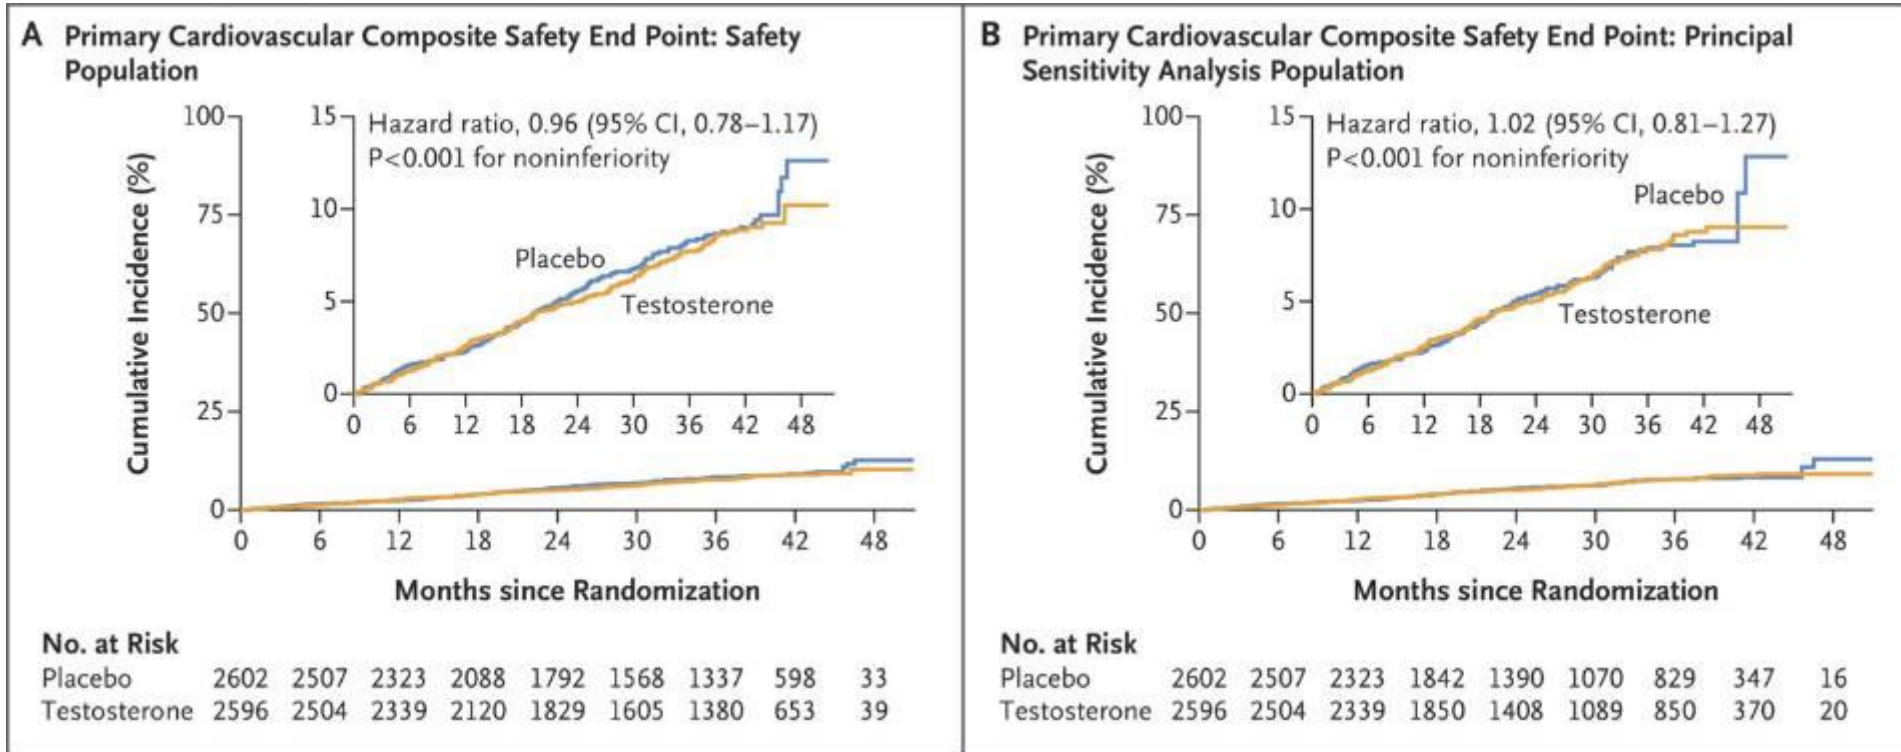 A Primary Cardiovascular Composite Safety End Point: Safety
Population
Cumulative Incidence (%)
100
75
50
25
0
15
10
5
0
Hazard ratio, 0.96 (95% CI, 0.78–1.17)
P<0.001 for noninferiority
Placebo
Testosterone
0 6 12 18 24 30 36 42 48
0 6 12 18 24 30 36 42 48
Months since Randomization
No. at Risk
Placebo 2602 2507 2323 2088 1792 1568 1337 598 33
Testosterone 2596 2504 2339 2120 1829 1605 1380 653 39
B Primary Cardiovascular Composite Safety End Point: Principal
Sensitivity Analysis Population
Cumulative Incidence (%)
100
75
50
25
0
15
10
5
0
Hazard ratio, 1.02 (95% CI, 0.81–1.27)
P<0.001 for noninferiority
Placebo
Testosterone
0 6 12 18 24 30 36 42 48
0 6 12 18 24 30 36 42 48
Months since Randomization
No. at Risk
Placebo 2602 2507 2323 1842 1390 1070 829 347 16
Testosterone 2596 2504 2339 1850 1408 1089 850 370 20